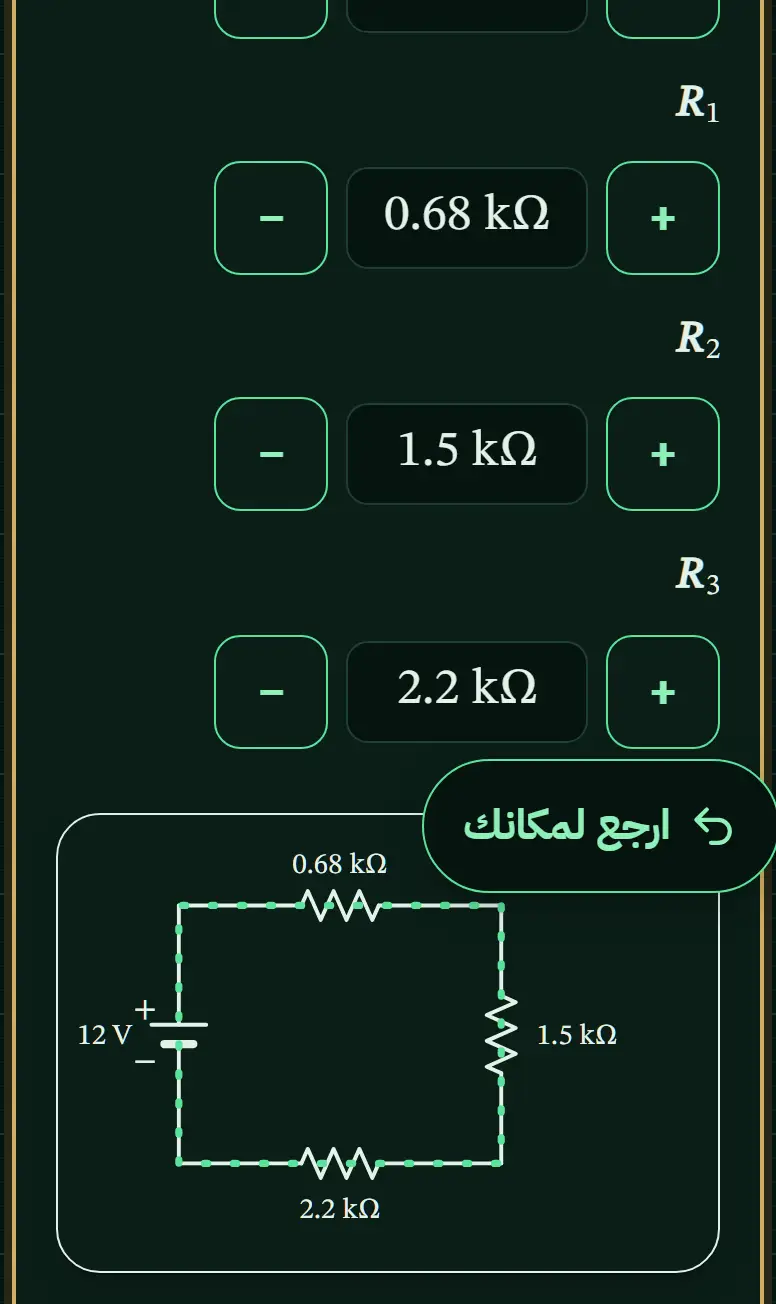 R₁
− 0.68 kΩ +
R₂
− 1.5 kΩ +
R₃
− 2.2 kΩ +
ارجع لمكانك
0.68 kΩ
+
12 V
−
1.5 kΩ
2.2 kΩ